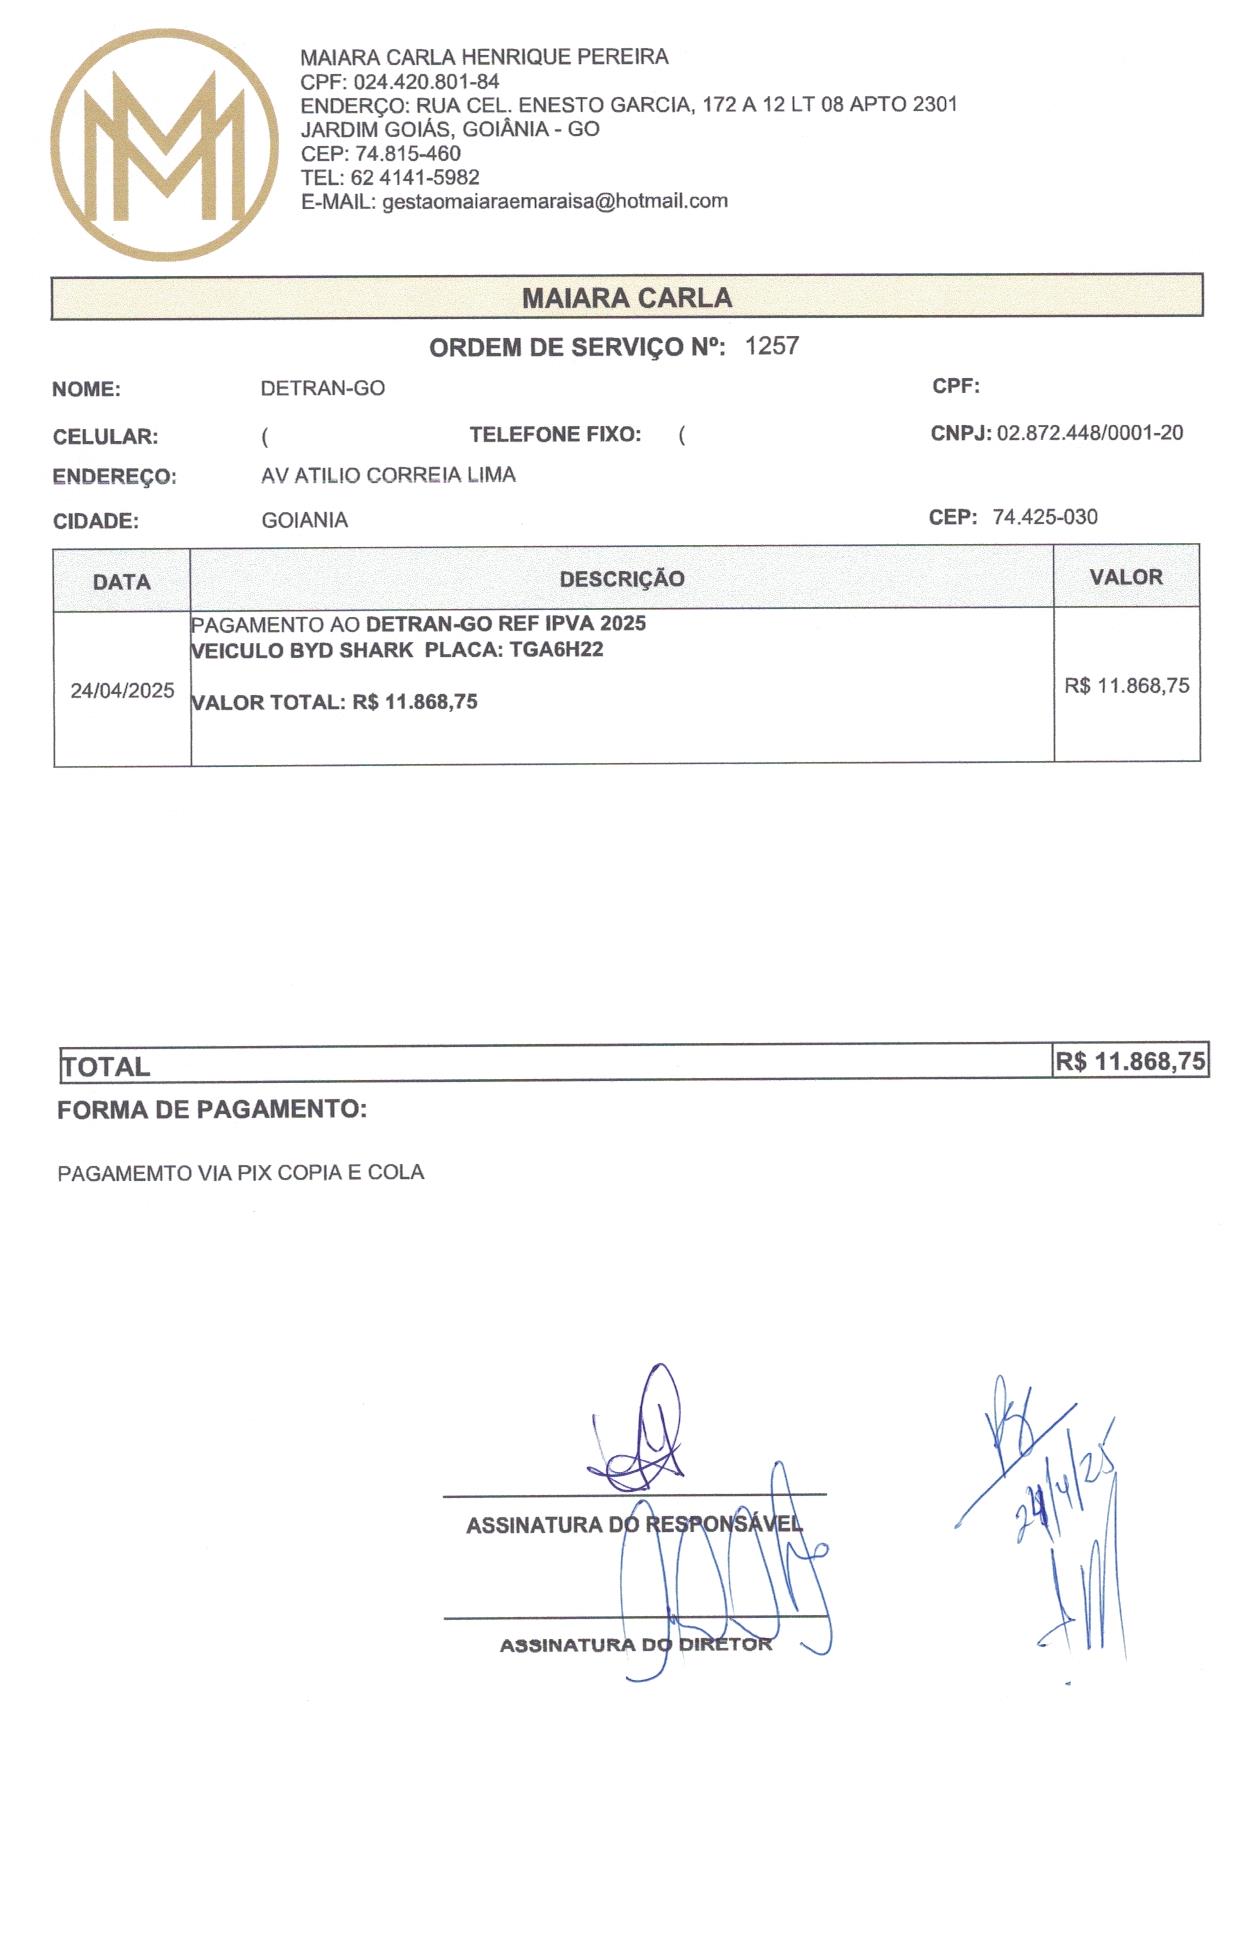 MAIARA CARLA HENRIQUE PEREIRA
CPF: 024.420.801-84
ENDERÇO: RUA CEL. ENESTO GARCIA, 172 A 12 LT 08 APTO 2301
JARDIM GOIÁS, GOIÂNIA - GO
CEP: 74.815-460
TEL: 62 4141-5982
E-MAIL: gestaomaiaraemaraisa@hotmail.com
MAIARA CARLA
ORDEM DE SERVIÇO Nº: 1257
NOME: DETRAN-GO CPF:
CELULAR: ( TELEFONE FIXO: ( CNPJ: 02.872.448/0001-20
ENDEREÇO: AV ATILIO CORREIA LIMA
CIDADE: GOIANIA CEP: 74.425-030
DATA DESCRIÇÃO VALOR
PAGAMENTO AO DETRAN-GO REF IPVA 2025
VEICULO BYD SHARK PLACA: TGA6H22
24/04/2025 R$ 11.868,75
VALOR TOTAL: R$ 11.868,75
TOTAL R$ 11.868,75
FORMA DE PAGAMENTO:
PAGAMEMTO VIA PIX COPIA E COLA
24/4/25
ASSINATURA DO RESPONSÁVEL
ASSINATURA DO DIRETOR